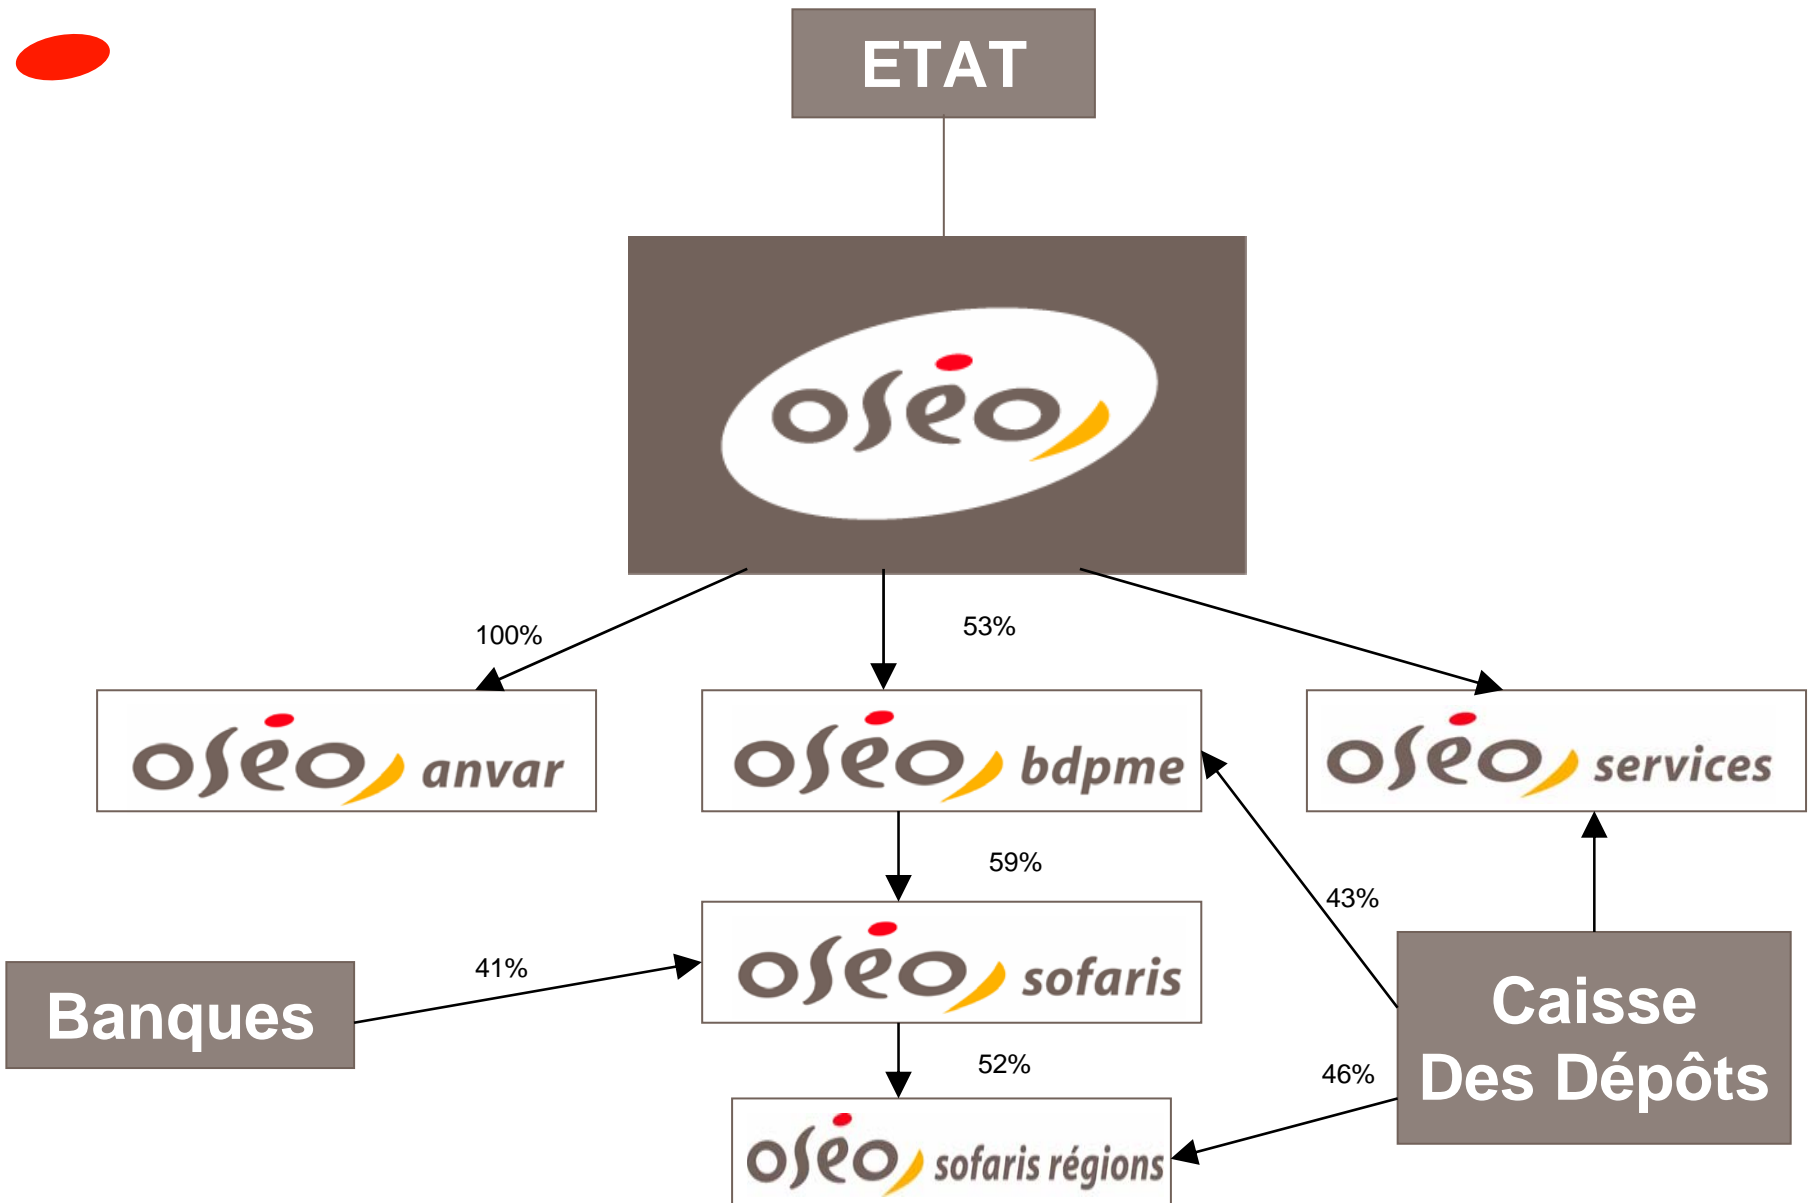 ETAT
oséo
100%
53%
oséo anvar
oséo bdpme
oséo services
59%
43%
41%
oséo sofaris
Banques
Caisse
Des Dépôts
52%
46%
oséo sofaris régions